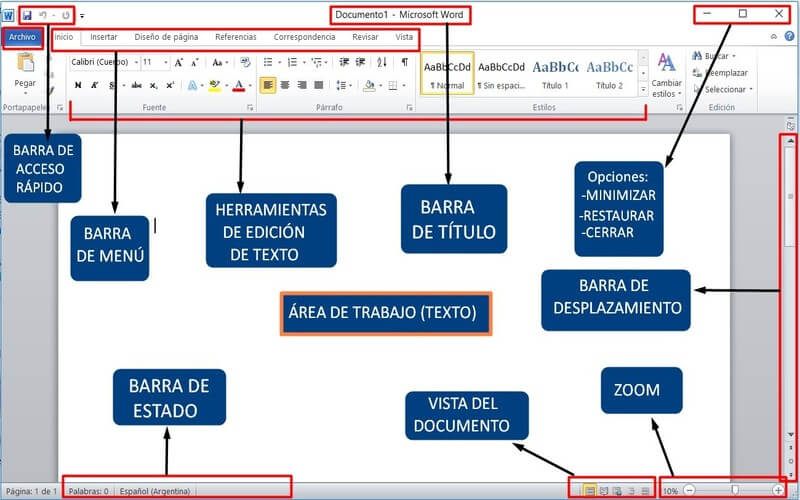 Documento1 - Microsoft Word
Archivo Inicio Insertar Diseño de página Referencias Correspondencia Revisar Vista
Calibri (Cuerpo) 11
Pegar
AaBbCcDd AaBbCcDd AaBbCc AaBbCc
¶ Normal ¶ Sin espaci... Título 1 Título 2
Cambiar estilos
Buscar
Reemplazar
Seleccionar
Portapapeles Fuente Párrafo Estilos Edición
BARRA DE
ACCESO
RÁPIDO
BARRA
DE MENÚ
HERRAMIENTAS
DE EDICIÓN
DE TEXTO
BARRA
DE TÍTULO
Opciones:
-MINIMIZAR
-RESTAURAR
-CERRAR
BARRA DE
DESPLAZAMIENTO
ÁREA DE TRABAJO (TEXTO)
BARRA DE
ESTADO
VISTA DEL
DOCUMENTO
ZOOM
Página: 1 de 1 Palabras: 0 Español (Argentina) 10%